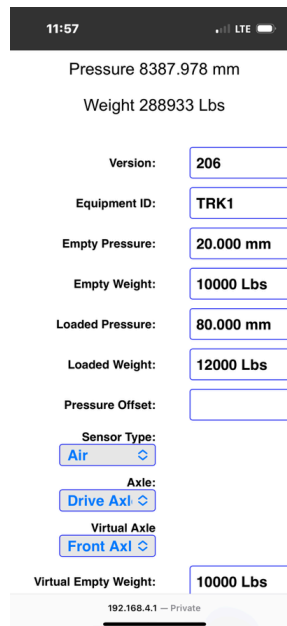 11:57 LTE
Pressure 8387.978 mm
Weight 288933 Lbs
Version: 206
Equipment ID: TRK1
Empty Pressure: 20.000 mm
Empty Weight: 10000 Lbs
Loaded Pressure: 80.000 mm
Loaded Weight: 12000 Lbs
Pressure Offset:
Sensor Type:
Air
Axle:
Drive Axl
Virtual Axle
Front Axl
Virtual Empty Weight: 10000 Lbs
192.168.4.1 — Private